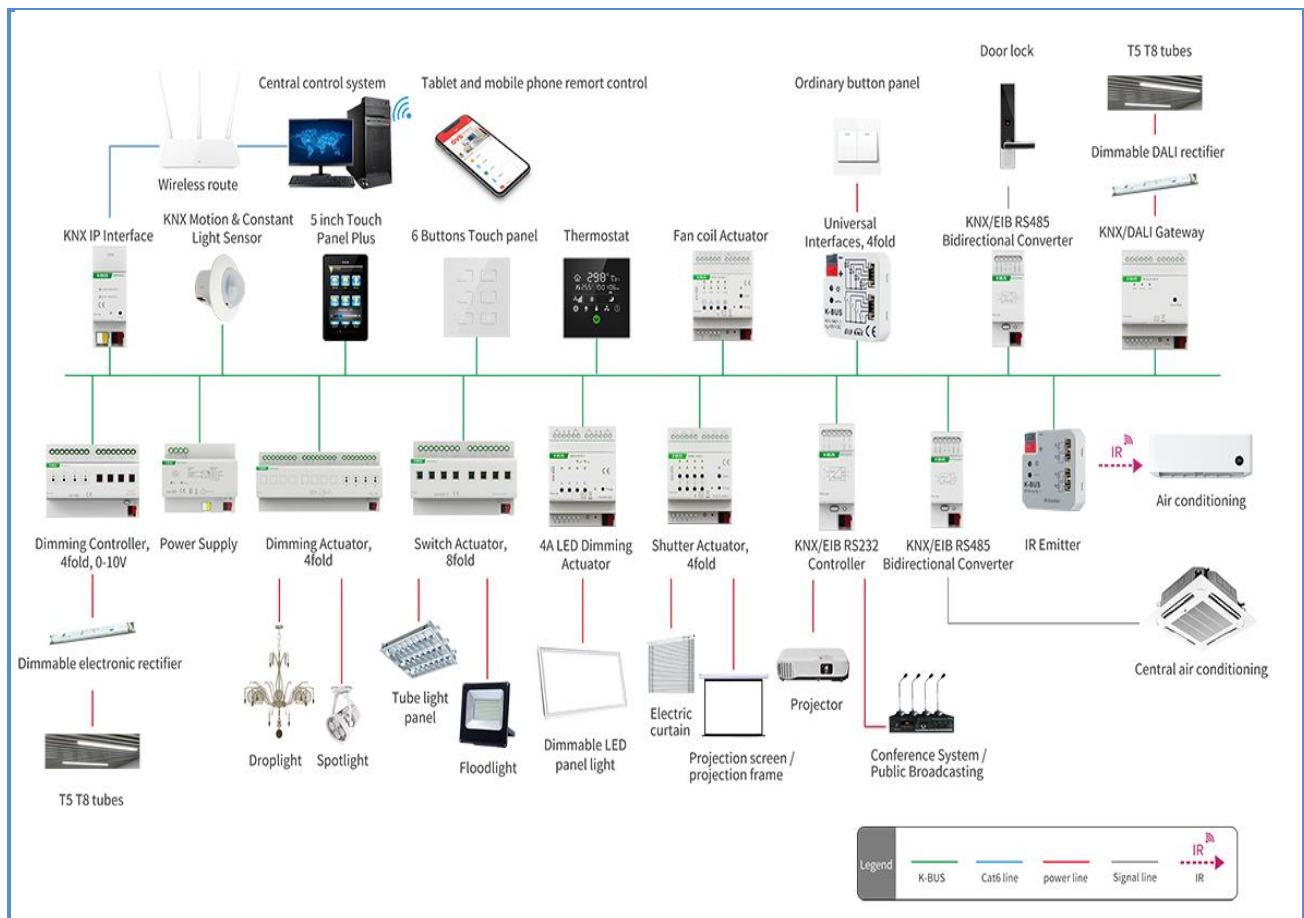 Door lock
T5 T8 tubes
Central control system
Tablet and mobile phone remort control
Ordinary button panel
GVS
Wireless route
Dimmable DALI rectifier
KNX IP Interface
KNX Motion & Constant
Light Sensor
5 inch Touch
Panel Plus
6 Buttons Touch panel
Thermostat
Fan coil Actuator
Universal
Interfaces, 4fold
KNX/EIB RS485
Bidirectional Converter
KNX/DALI Gateway
K-BUS
Dimming Controller,
4fold, 0-10V
Power Supply
Dimming Actuator,
4fold
Switch Actuator,
8fold
4A LED Dimming
Actuator
Shutter Actuator,
4fold
KNX/EIB RS232
Controller
KNX/EIB RS485
Bidirectional Converter
K-BUS
IR Emitter
IR
Air conditioning
Dimmable electronic rectifier
Droplight
Spotlight
Tube light
panel
Floodlight
Dimmable LED
panel light
Electric
curtain
Projection screen /
projection frame
Projector
Conference System /
Public Broadcasting
Central air conditioning
T5 T8 tubes
Legend
K-BUS
Cat6 line
power line
Signal line
IR
IR